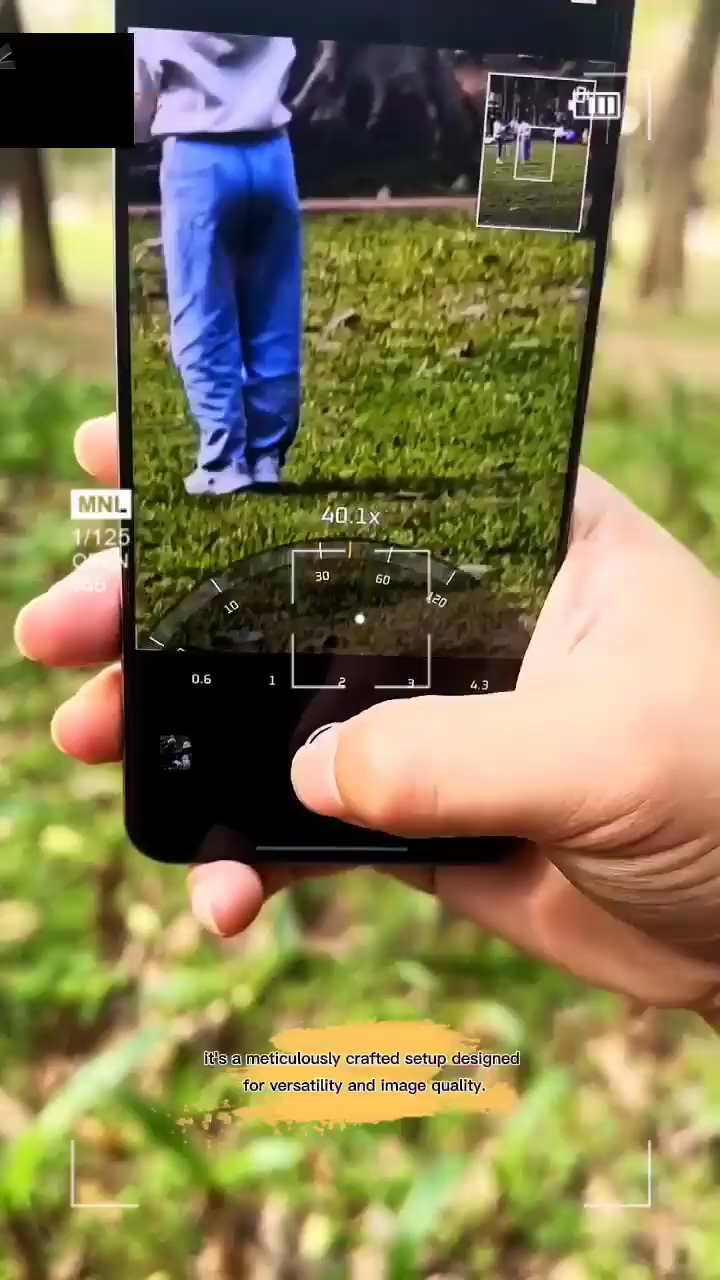 MNL
1/125
40.1x
10
30
60
120
0.6
1
2
3
4.3
it's a meticulously crafted setup designed
for versatility and image quality.